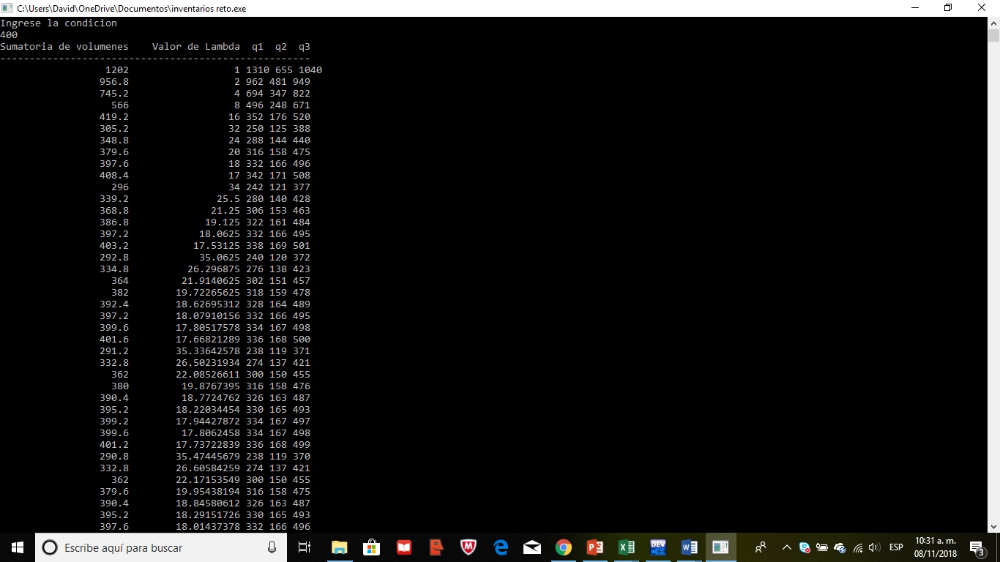 C:\Users\David\OneDrive\Documentos\inventarios reto.exe
Ingrese la condicion
400
Sumatoria de volumenes    Valor de Lambda  q1  q2  q3
-----------------------------------------------------
1202 1 1310 655 1040
956.8 2 962 481 949
745.2 4 694 347 822
566 8 496 248 671
419.2 16 352 176 520
305.2 32 250 125 388
348.8 24 288 144 440
379.6 20 316 158 475
397.6 18 332 166 496
408.4 17 342 171 508
296 34 242 121 377
339.2 25.5 280 140 428
368.8 21.25 306 153 463
386.8 19.125 322 161 484
397.2 18.0625 332 166 495
403.2 17.53125 338 169 501
292.8 35.0625 240 120 372
334.8 26.296875 276 138 423
364 21.9140625 302 151 457
382 19.72265625 318 159 478
392.4 18.62695312 328 164 489
397.2 18.07910156 332 166 495
399.6 17.80517578 334 167 498
401.6 17.66821289 336 168 500
291.2 35.33642578 238 119 371
332.8 26.50231934 274 137 421
362 22.08526611 300 150 455
380 19.8767395 316 158 476
390.4 18.7724762 326 163 487
395.2 18.22034454 330 165 493
399.2 17.94427872 334 167 497
399.6 17.8062458 334 167 498
401.2 17.73722839 336 168 499
290.8 35.47445679 238 119 370
332.8 26.60584259 274 137 421
362 22.17153549 300 150 455
379.6 19.95438194 316 158 475
390.4 18.84580612 326 163 487
395.2 18.29151726 330 165 493
397.6 18.01437378 332 166 496
Escribe aquí para buscar
DEV
ESP
10:31 a. m.
08/11/2018
3